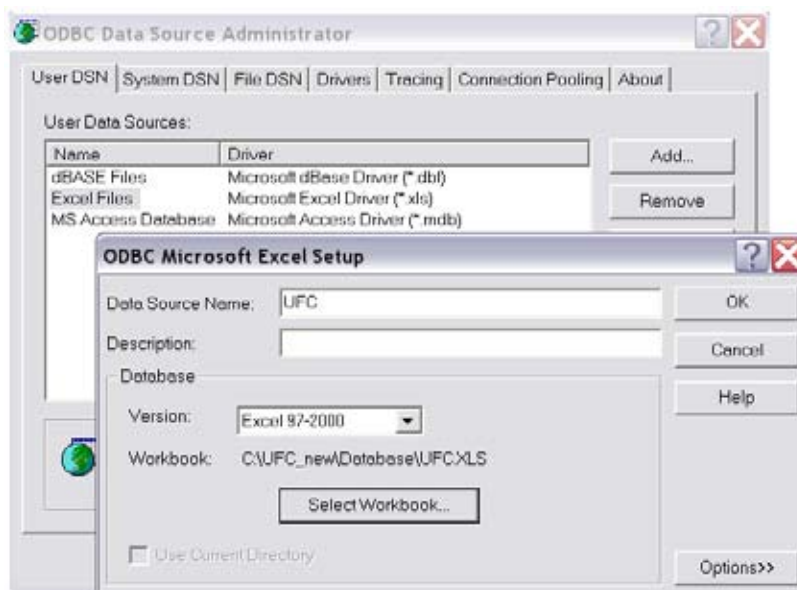 ODBC Data Source Administrator
User DSN System DSN File DSN Drivers Tracing Connection Pooling About
User Data Sources:
Name Driver
dBASE Files Microsoft dBase Driver (*.dbf)
Excel Files Microsoft Excel Driver (*.xls)
MS Access Database Microsoft Access Driver (*.mdb)
Add...
Remove
ODBC Microsoft Excel Setup
Data Source Name: UFC
OK
Description:
Cancel
Database
Help
Version: Excel 97-2000
Workbook: C:\UFC_new\Database\UFC.XLS
Select Workbook...
Use Current Directory
Options>>